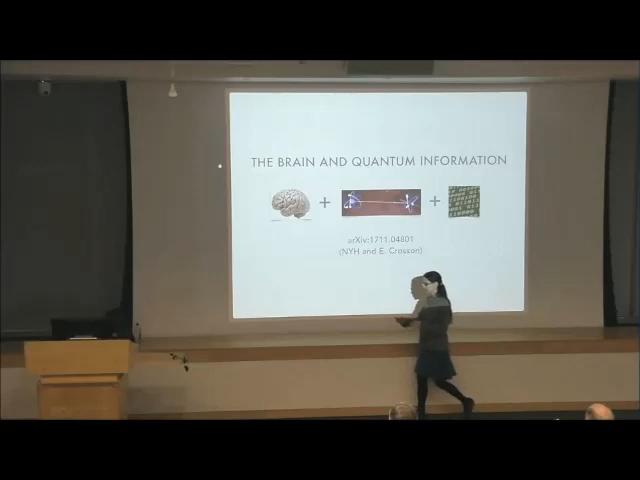 THE BRAIN AND QUANTUM INFORMATION
+ +
arXiv:1711.04801
(NYH and E. Crosson)